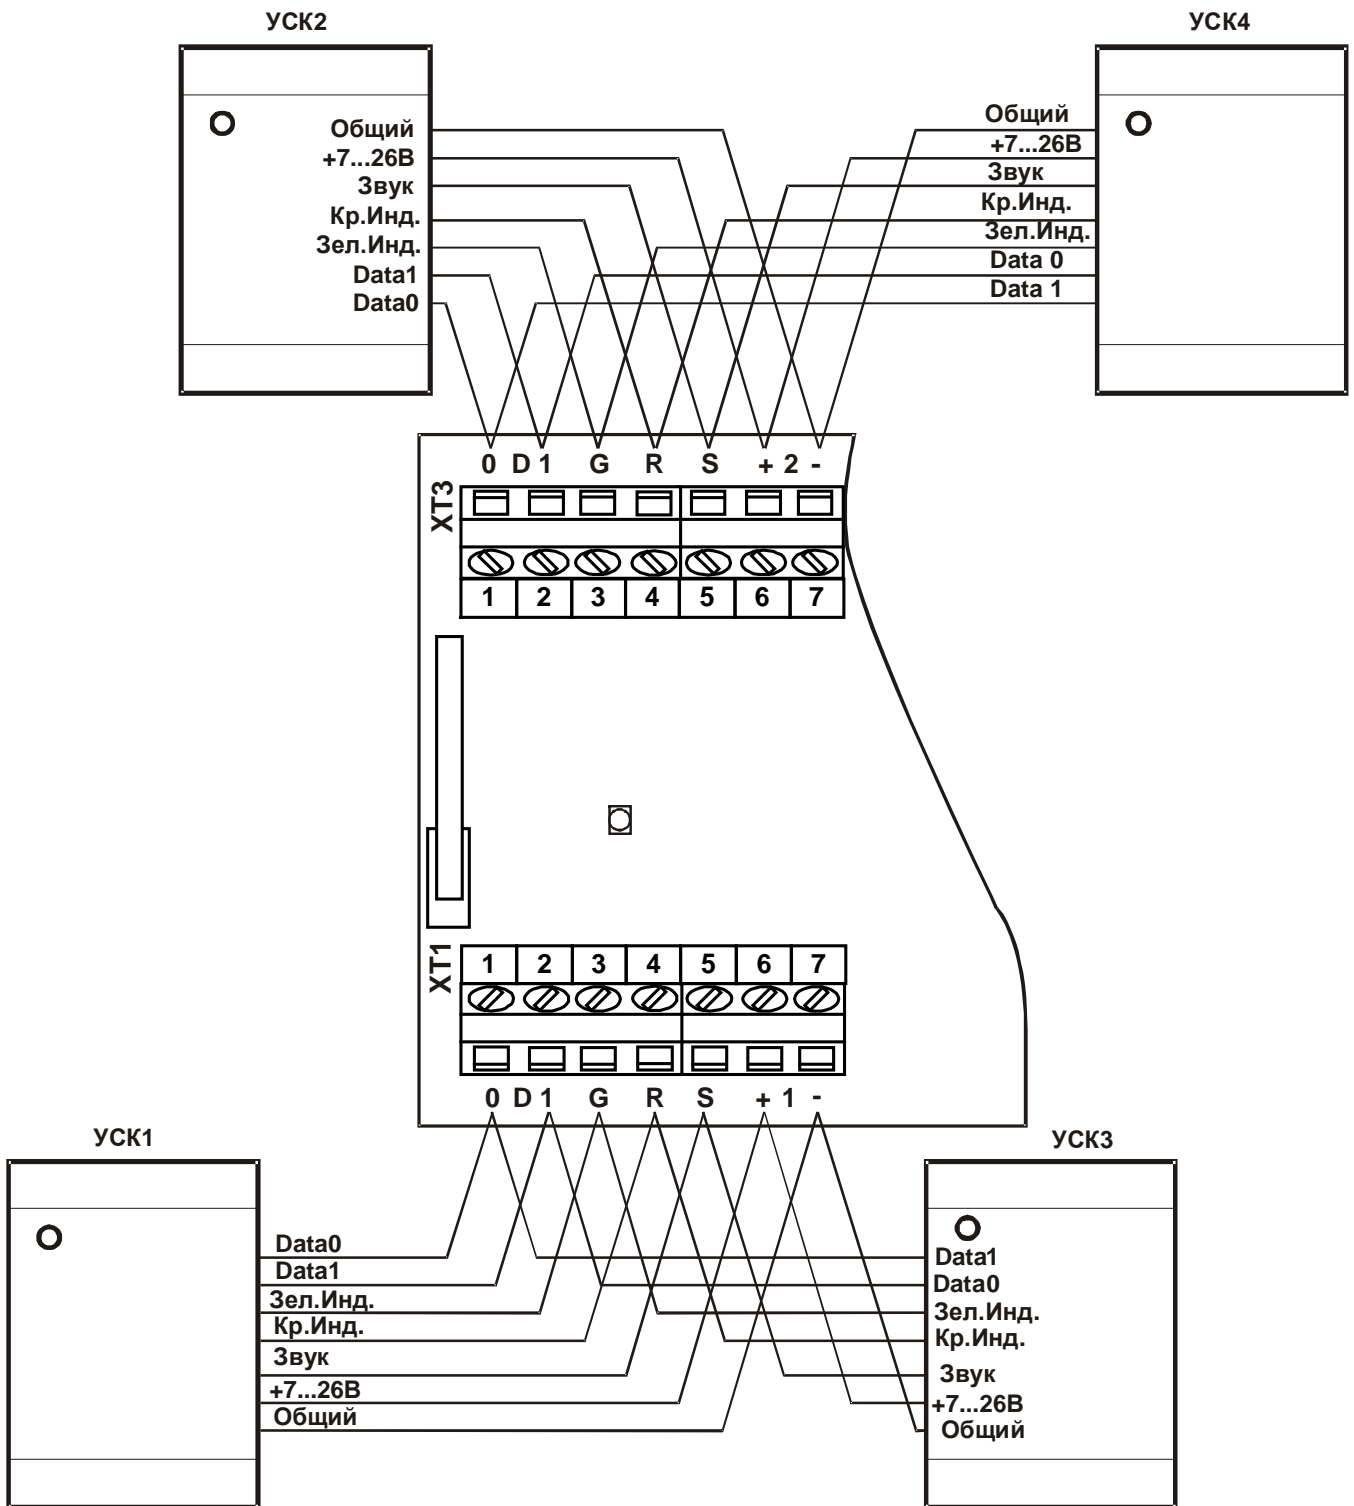 УСК2
УСК4
Общий
+7...26В
Звук
Кр.Инд.
Зел.Инд.
Data1
Data0
Общий
+7...26В
Звук
Кр.Инд.
Зел.Инд.
Data 0
Data 1
0 D 1 G R S + 2 -
XT3
1 2 3 4 5 6 7
XT1
1 2 3 4 5 6 7
0 D 1 G R S + 1 -
УСК1
УСК3
Data0
Data1
Зел.Инд.
Кр.Инд.
Звук
+7...26В
Общий
Data1
Data0
Зел.Инд.
Кр.Инд.
Звук
+7...26В
Общий